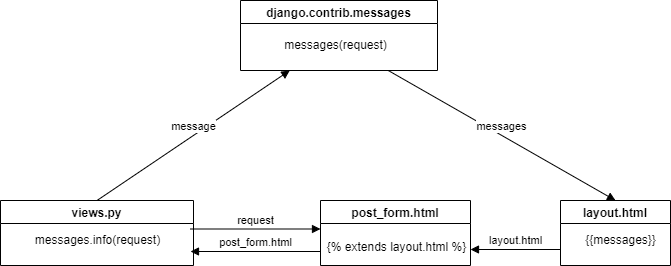 django.contrib.messages
messages(request)
message
messages
views.py
messages.info(request)
request
post_form.html
post_form.html
{% extends layout.html %}
layout.html
layout.html
{{messages}}